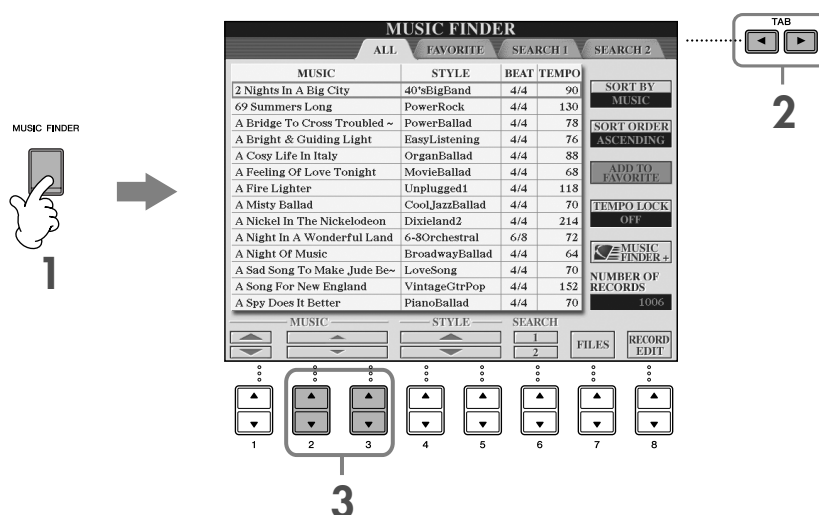 MUSIC FINDER
ALL FAVORITE SEARCH 1 SEARCH 2
TAB
2
MUSIC STYLE BEAT TEMPO
2 Nights In A Big City 40'sBigBand 4/4 90
69 Summers Long PowerRock 4/4 130
A Bridge To Cross Troubled ~ PowerBallad 4/4 78
A Bright & Guiding Light EasyListening 4/4 76
A Cosy Life In Italy OrganBallad 4/4 88
A Feeling Of Love Tonight MovieBallad 4/4 68
A Fire Lighter Unplugged1 4/4 118
A Misty Ballad CoolJazzBallad 4/4 70
A Nickel In The Nickelodeon Dixieland2 4/4 214
A Night In A Wonderful Land 6-8Orchestral 6/8 72
A Night Of Music BroadwayBallad 4/4 64
A Sad Song To Make Jude Be~ LoveSong 4/4 70
A Song For New England VintageGtrPop 4/4 152
A Spy Does It Better PianoBallad 4/4 70
SORT BY
MUSIC
SORT ORDER
ASCENDING
ADD TO
FAVORITE
TEMPO LOCK
OFF
MUSIC
FINDER +
NUMBER OF
RECORDS
1006
MUSIC FINDER
1
MUSIC STYLE SEARCH
1
2
FILES
RECORD
EDIT
1 2 3 4 5 6 7 8
3